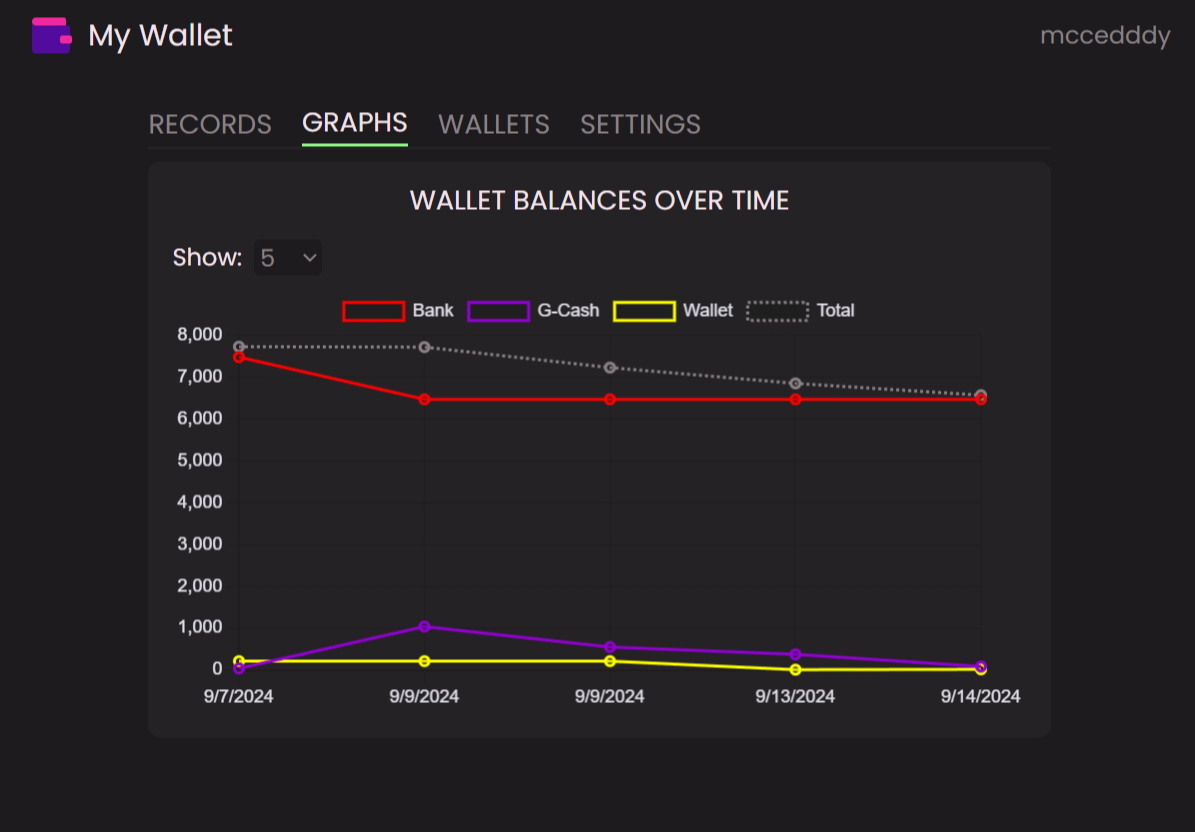 My Wallet
mccedddy
RECORDS GRAPHS WALLETS SETTINGS
WALLET BALANCES OVER TIME
Show: 5
Bank G-Cash Wallet Total
8,000
7,000
6,000
5,000
4,000
3,000
2,000
1,000
0
9/7/2024 9/9/2024 9/9/2024 9/13/2024 9/14/2024